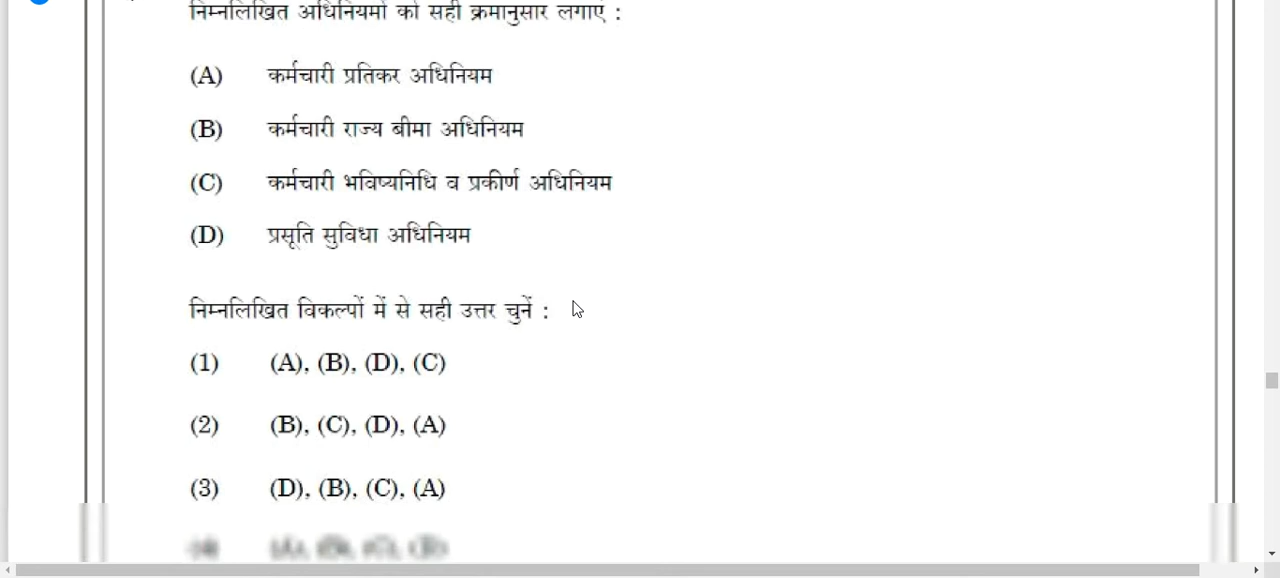 निम्नलिखित अधिनियमों को सही क्रमानुसार लगाएं :
(A) कर्मचारी प्रतिकर अधिनियम
(B) कर्मचारी राज्य बीमा अधिनियम
(C) कर्मचारी भविष्यनिधि व प्रकीर्ण अधिनियम
(D) प्रसूति सुविधा अधिनियम
निम्नलिखित विकल्पों में से सही उत्तर चुनें :
(1) (A), (B), (D), (C)
(2) (B), (C), (D), (A)
(3) (D), (B), (C), (A)